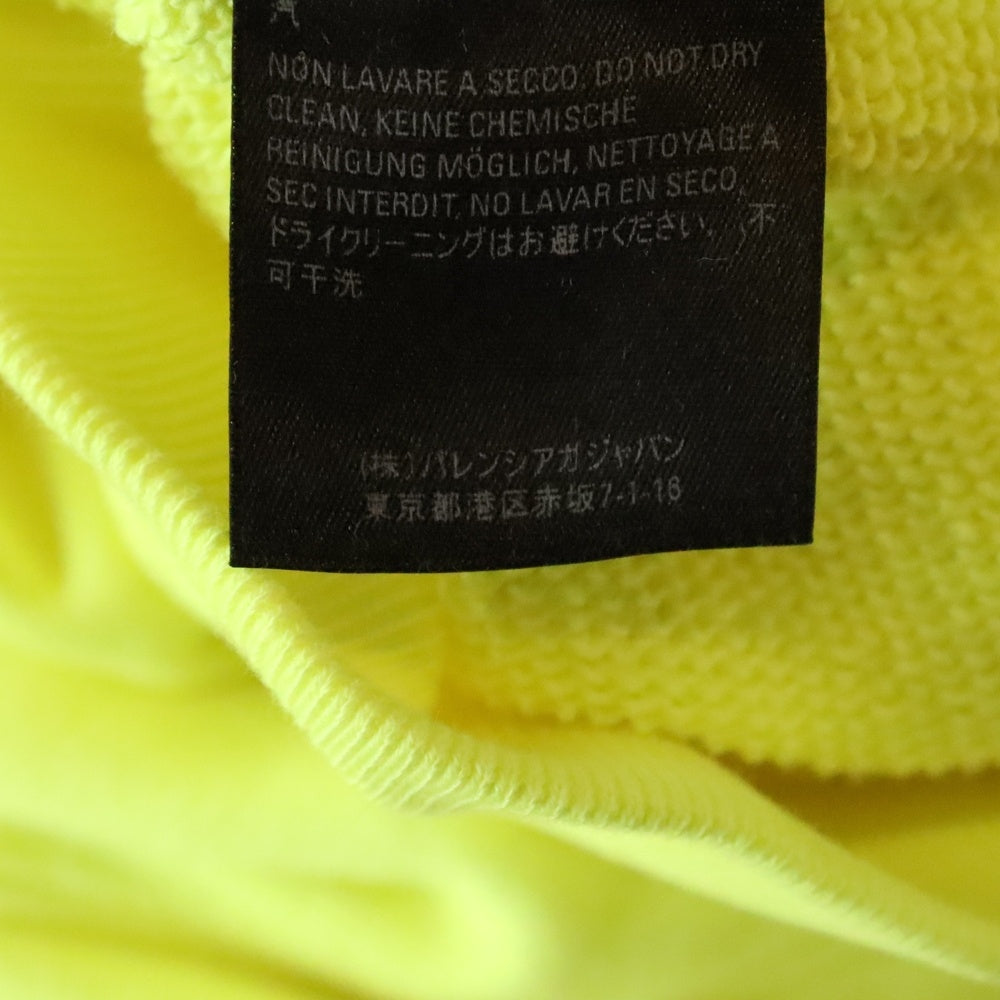 汽
NON LAVARE A SECCO, DO NOT DRY
CLEAN, KEINE CHEMISCHE
REINIGUNG MÖGLICH, NETTOYAGE A
SEC INTERDIT, NO LAVAR EN SECO,
ドライクリーニングはお避けください。, 不
可干洗
(株)バレンシアガジャパン
東京都港区赤坂7-1-16